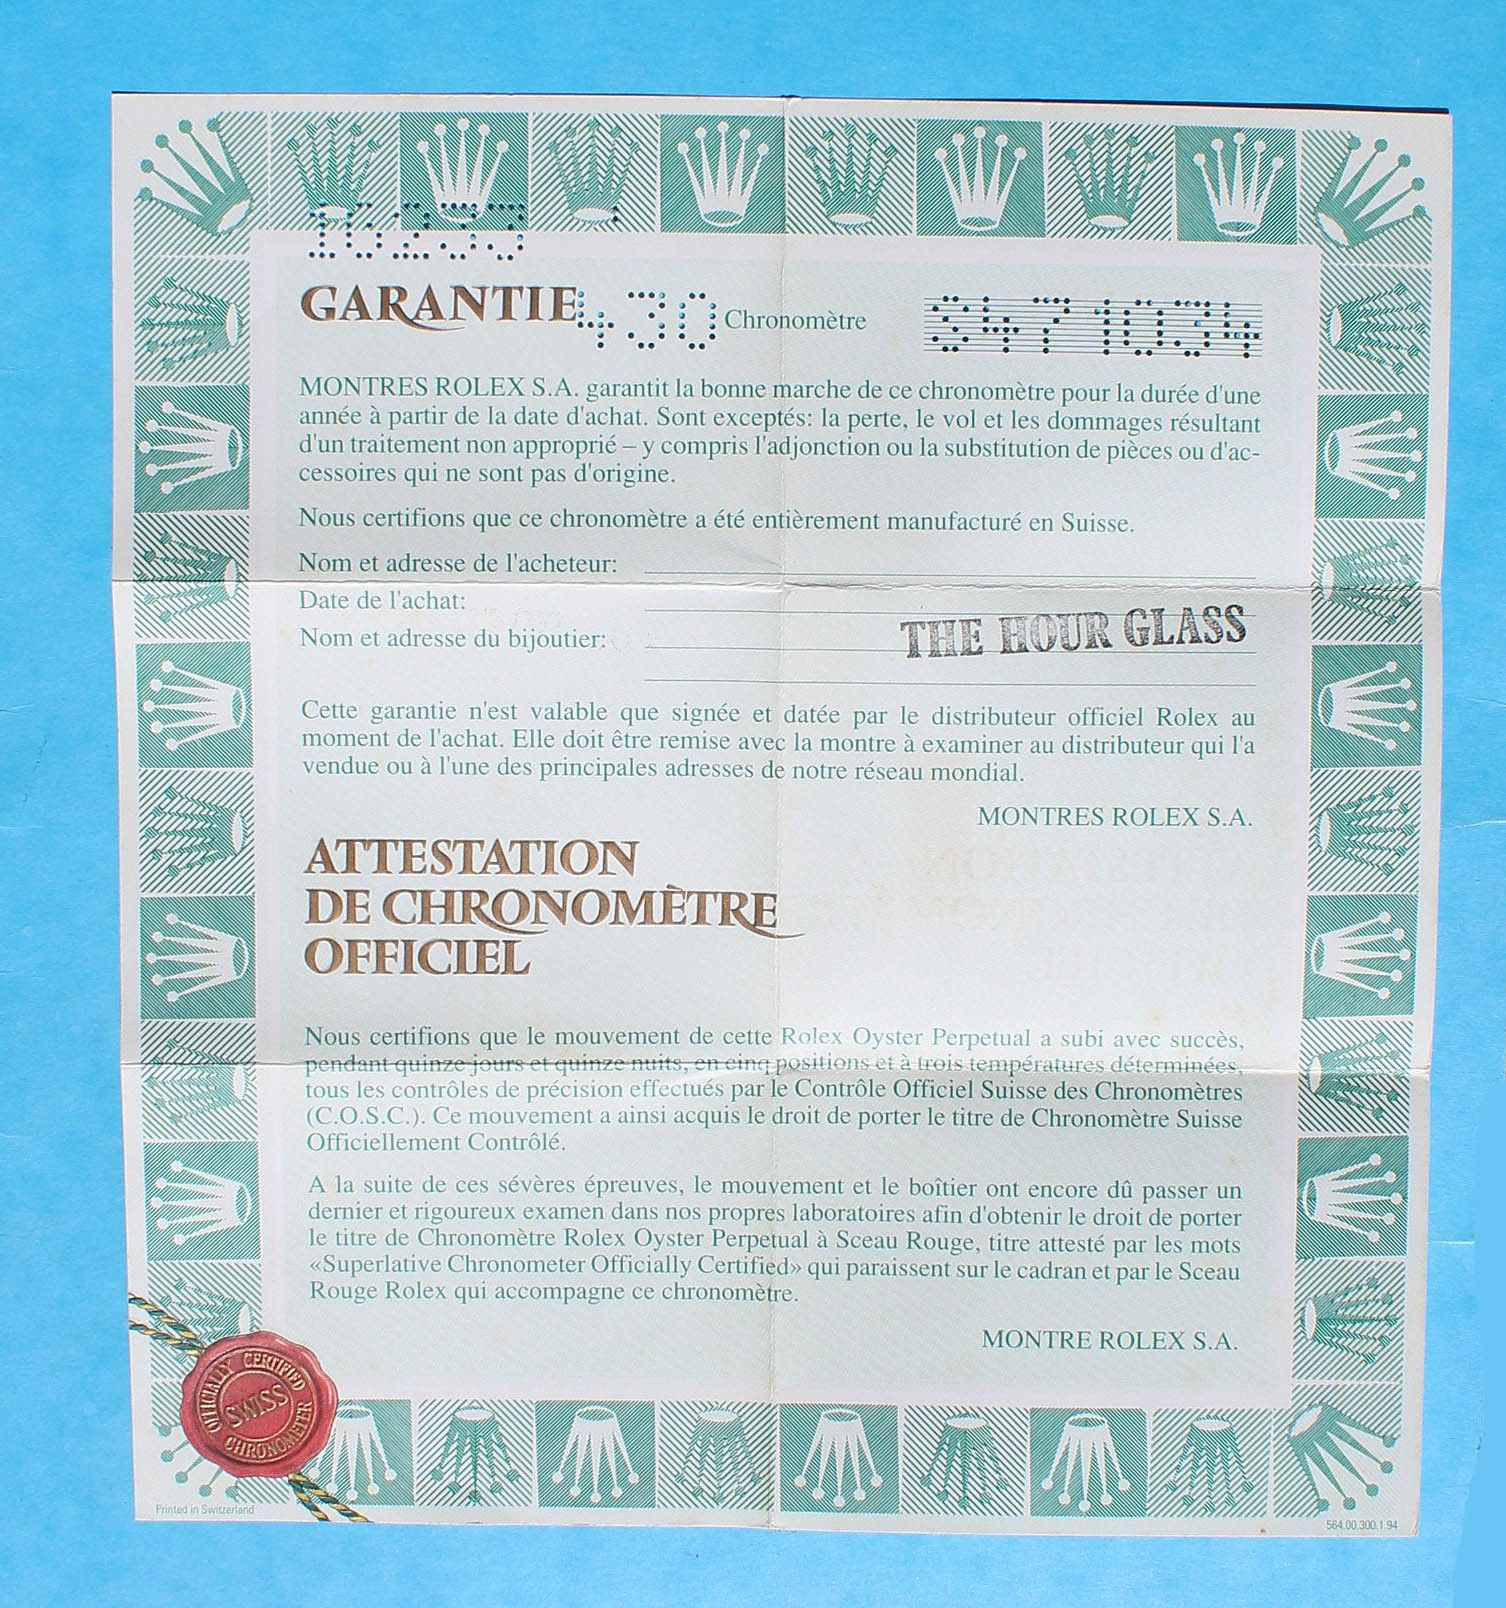 16233
GARANTIE 430 Chronomètre S471034
MONTRES ROLEX S.A. garantit la bonne marche de ce chronomètre pour la durée d'une
année à partir de la date d'achat. Sont exceptés: la perte, le vol et les dommages résultant
d'un traitement non approprié – y compris l'adjonction ou la substitution de pièces ou d'ac-
cessoires qui ne sont pas d'origine.
Nous certifions que ce chronomètre a été entièrement manufacturé en Suisse.
Nom et adresse de l'acheteur:
Date de l'achat:
Nom et adresse du bijoutier: THE HOUR GLASS
Cette garantie n'est valable que signée et datée par le distributeur officiel Rolex au
moment de l'achat. Elle doit être remise avec la montre à examiner au distributeur qui l'a
vendue ou à l'une des principales adresses de notre réseau mondial.
MONTRES ROLEX S.A.
ATTESTATION
DE CHRONOMÈTRE
OFFICIEL
Nous certifions que le mouvement de cette Rolex Oyster Perpetual a subi avec succès,
pendant quinze jours et quinze nuits, en cinq positions et à trois températures déterminées,
tous les contrôles de précision effectués par le Contrôle Officiel Suisse des Chronomètres
(C.O.S.C.). Ce mouvement a ainsi acquis le droit de porter le titre de Chronomètre Suisse
Officiellement Contrôlé.
A la suite de ces sévères épreuves, le mouvement et le boîtier ont encore dû passer un
dernier et rigoureux examen dans nos propres laboratoires afin d'obtenir le droit de porter
le titre de Chronomètre Rolex Oyster Perpetual à Sceau Rouge, titre attesté par les mots
«Superlative Chronometer Officially Certified» qui paraissent sur le cadran et par le Sceau
Rouge Rolex qui accompagne ce chronomètre.
MONTRE ROLEX S.A.
OFFICIALLY CERTIFIED
SWISS
CHRONOMETER
Printed in Switzerland
564.00.300.1.94